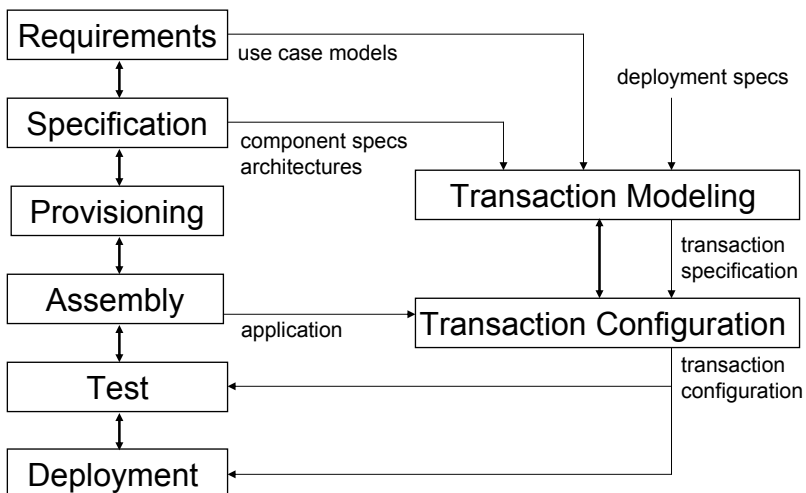 Requirements
use case models
deployment specs
Specification
component specs
architectures
Transaction Modeling
Provisioning
transaction
specification
Assembly
application
Transaction Configuration
transaction
configuration
Test
Deployment